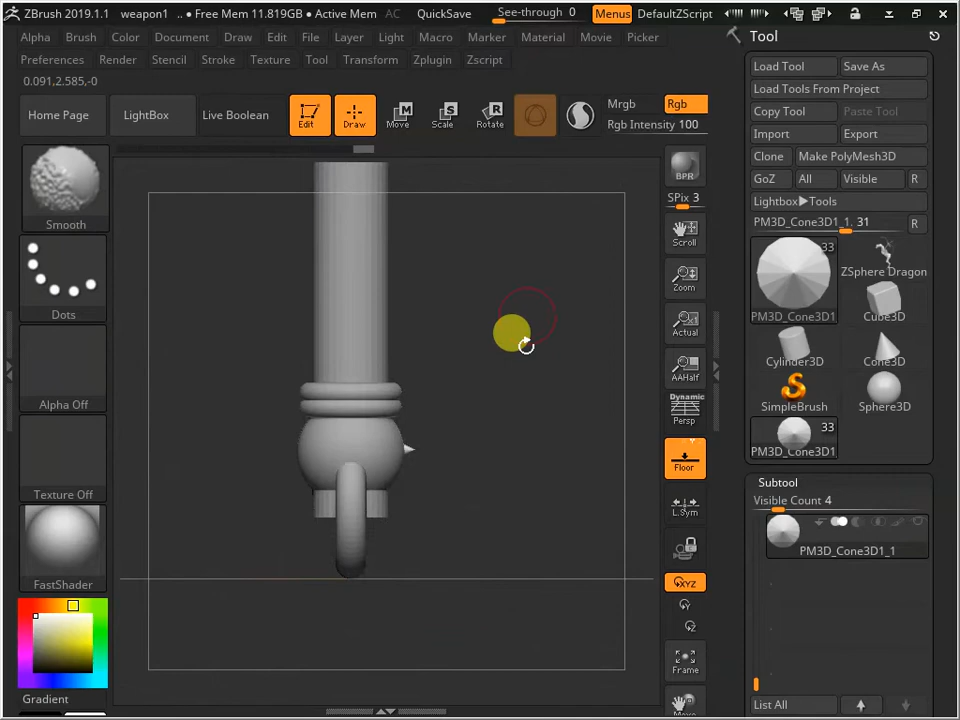 ZBrush 2019.1.1 weapon1 .. ● Free Mem 11.819GB ● Active Mem AC QuickSave See-through 0 Menus DefaultZScript
Alpha Brush Color Document Draw Edit File Layer Light Macro Marker Material Movie Picker
Preferences Render Stencil Stroke Texture Tool Transform Zplugin Zscript
0.091,2.585,-0
Home Page LightBox Live Boolean Edit Draw Move Scale Rotate
Mrgb Rgb
Rgb Intensity 100
Smooth
Dots
Alpha Off
Texture Off
FastShader
Gradient
BPR
SPix 3
Scroll
Zoom
Actual
AAHalf
Dynamic
Persp
Floor
L.Sym
XYZ
Frame
Move
Tool
Load Tool Save As
Load Tools From Project
Copy Tool Paste Tool
Import Export
Clone Make PolyMesh3D
GoZ All Visible R
Lightbox▶Tools
PM3D_Cone3D1_1. 31 R
33
PM3D_Cone3D1
ZSphere Dragon
Cube3D
Cylinder3D Cone3D
SimpleBrush Sphere3D
33
PM3D_Cone3D1
Subtool
Visible Count 4
PM3D_Cone3D1_1
List All